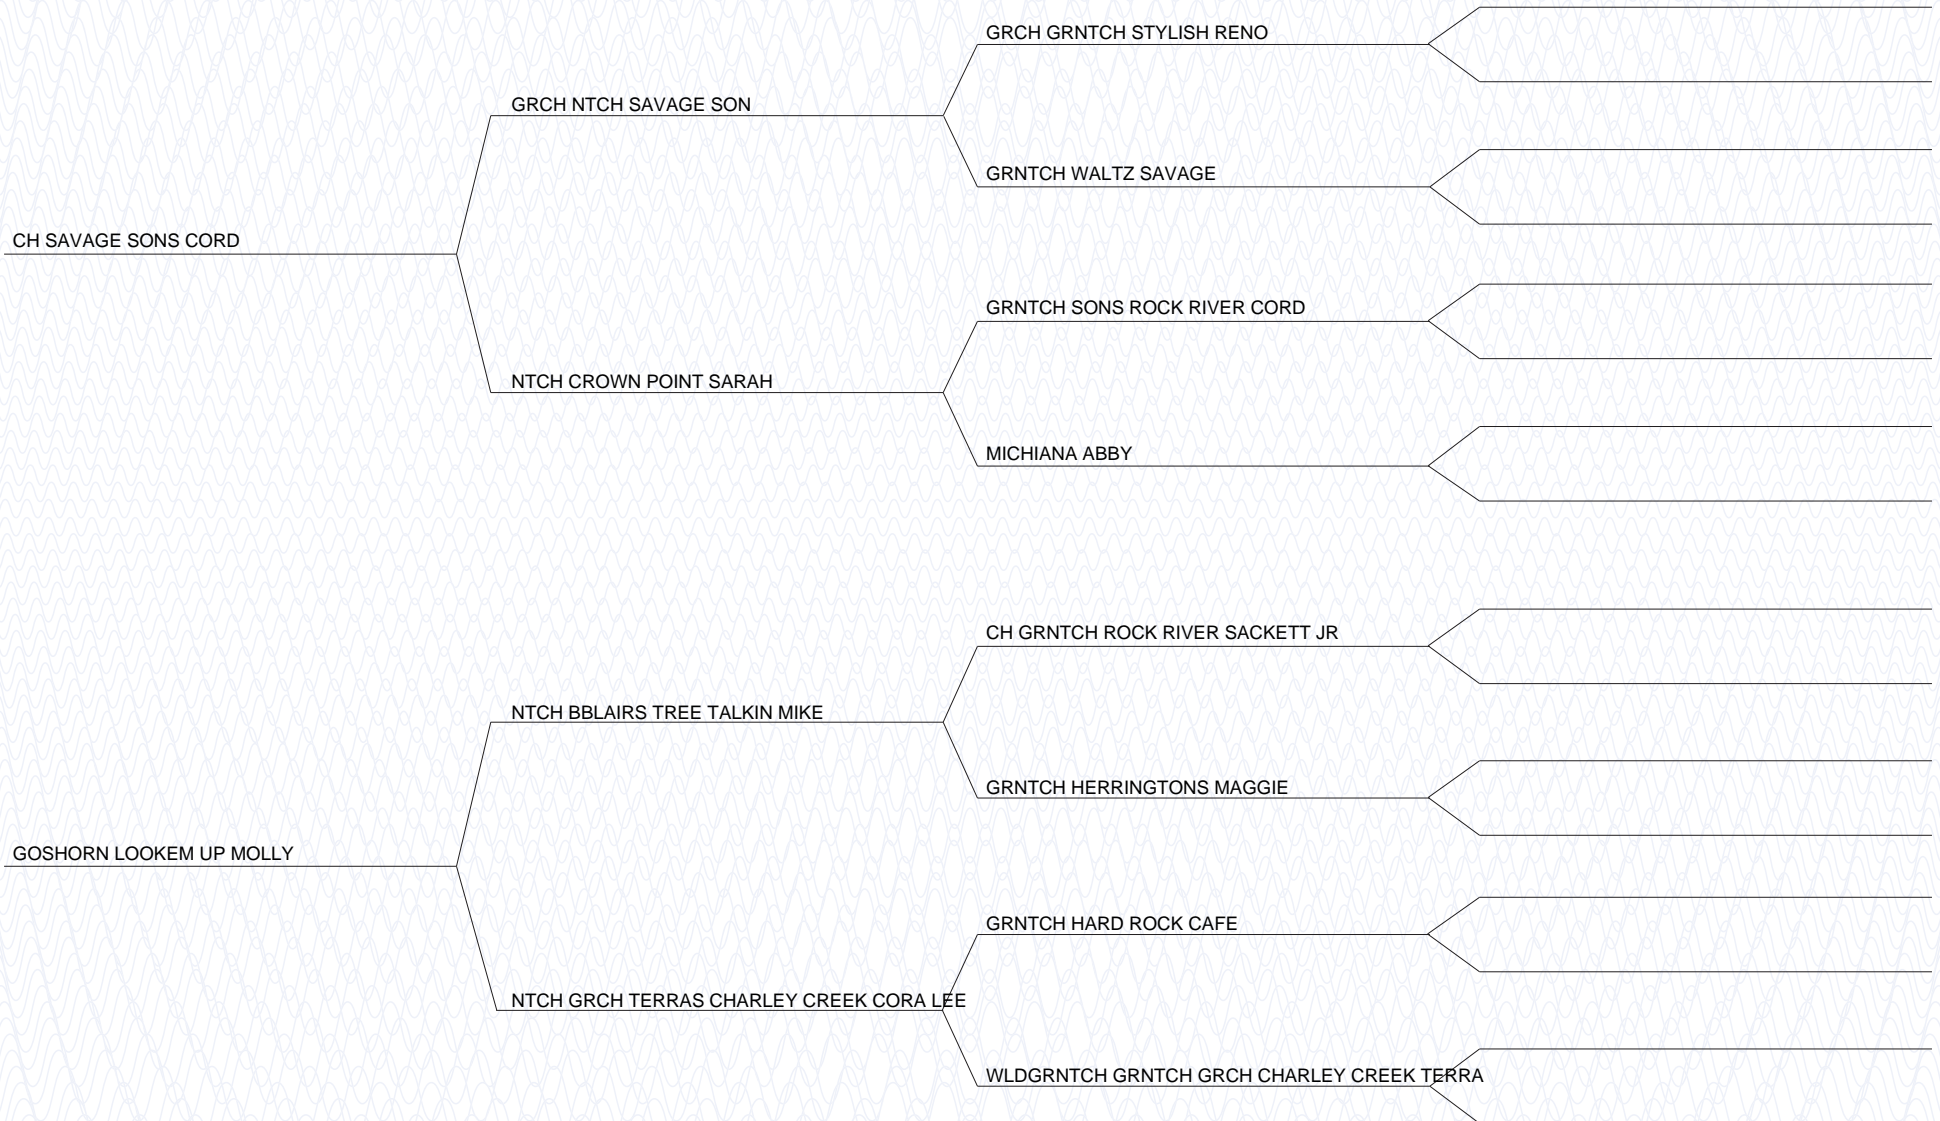 GRCH GRNTCH STYLISH RENO
GRCH NTCH SAVAGE SON
GRNTCH WALTZ SAVAGE
CH SAVAGE SONS CORD
GRNTCH SONS ROCK RIVER CORD
NTCH CROWN POINT SARAH
MICHIANA ABBY
CH GRNTCH ROCK RIVER SACKETT JR
NTCH BBLAIRS TREE TALKIN MIKE
GRNTCH HERRINGTONS MAGGIE
GOSHORN LOOKEM UP MOLLY
GRNTCH HARD ROCK CAFE
NTCH GRCH TERRAS CHARLEY CREEK CORA LEE
WLDGRNTCH GRNTCH GRCH CHARLEY CREEK TERRA